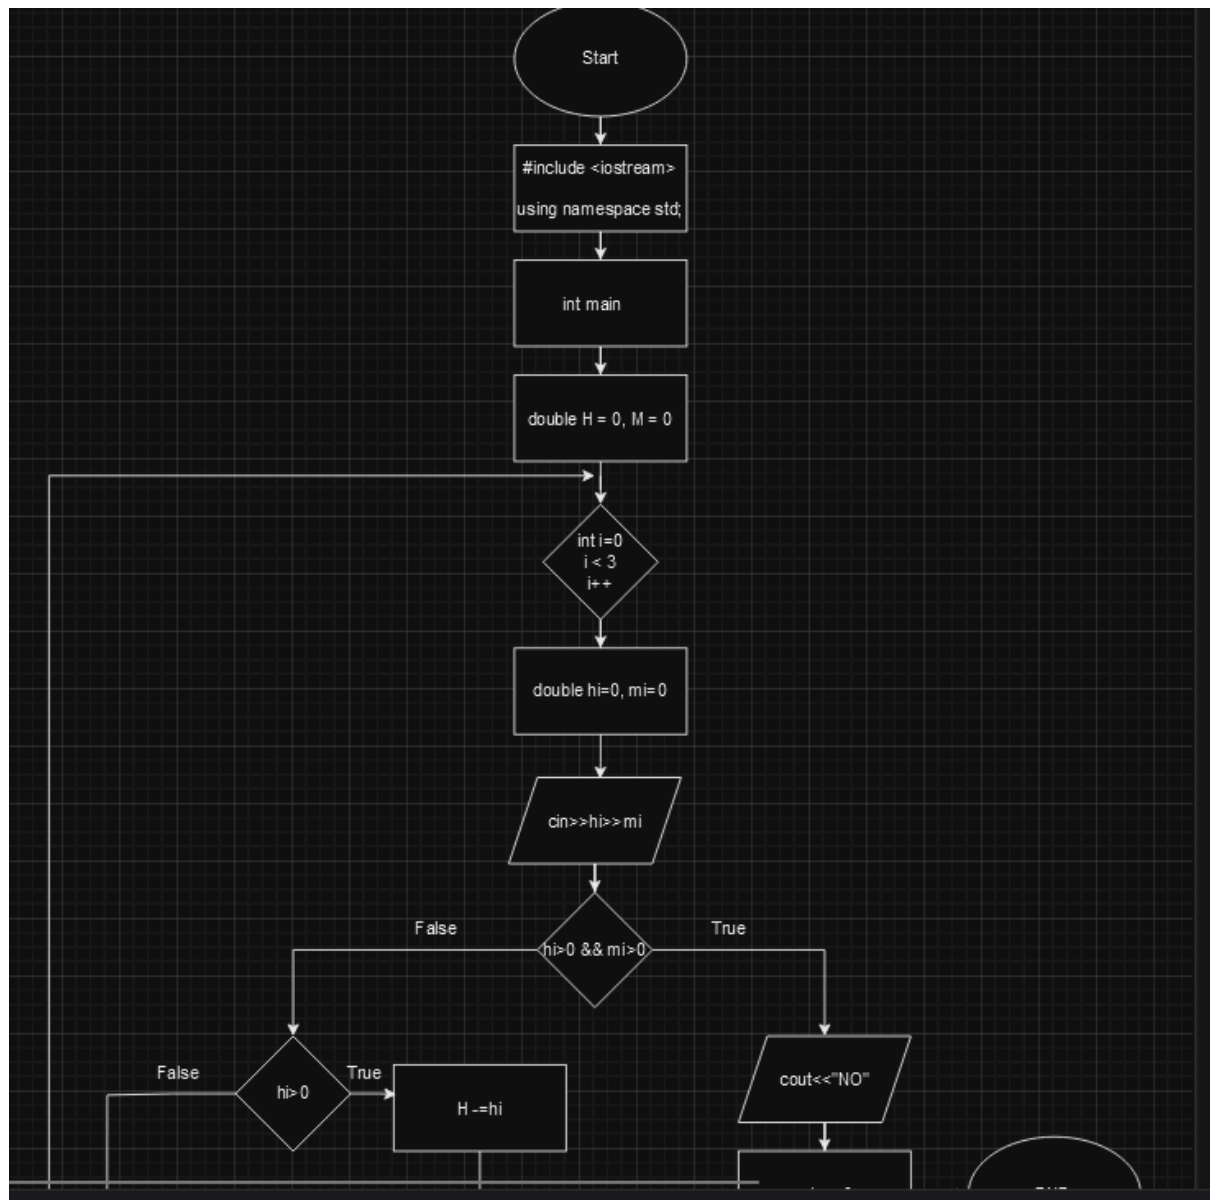 Start
#include <iostream>
using namespace std;
int main
double H = 0, M = 0
int i=0
i < 3
i++
double hi=0, mi=0
cin>>hi>>mi
False
True
hi>0 && mi>0
False
True
hi>0
H -=hi
cout<<"NO"